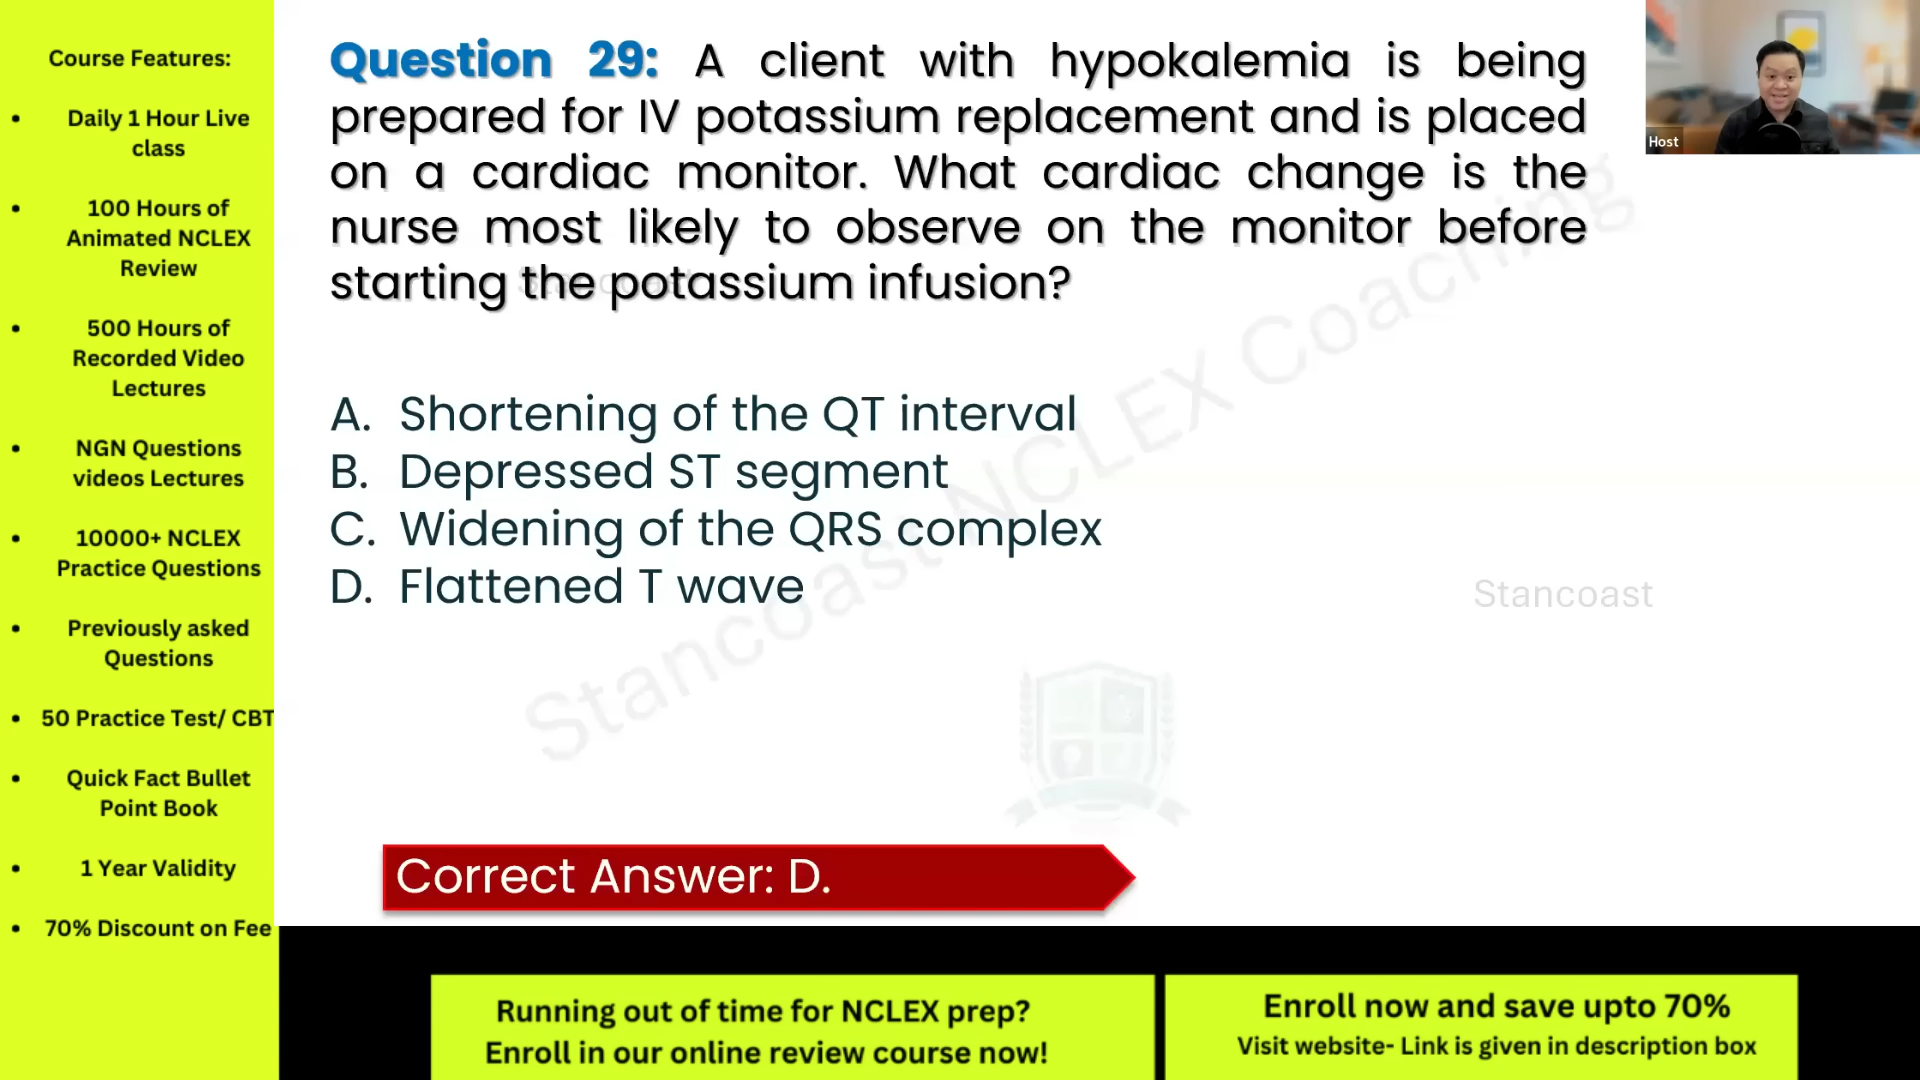 Course Features:
• Daily 1 Hour Live
class
• 100 Hours of
Animated NCLEX
Review
• 500 Hours of
Recorded Video
Lectures
• NGN Questions
videos Lectures
• 10000+ NCLEX
Practice Questions
• Previously asked
Questions
• 50 Practice Test/ CBT
• Quick Fact Bullet
Point Book
• 1 Year Validity
• 70% Discount on Fee
Question 29: A client with hypokalemia is being
prepared for IV potassium replacement and is placed
on a cardiac monitor. What cardiac change is the
nurse most likely to observe on the monitor before
starting the potassium infusion?
A. Shortening of the QT interval
B. Depressed ST segment
C. Widening of the QRS complex
D. Flattened T wave
Correct Answer: D.
Host
Stancoast NCLEX Coaching
Stancoast
Stancoast
Running out of time for NCLEX prep?
Enroll in our online review course now!
Enroll now and save upto 70%
Visit website- Link is given in description box